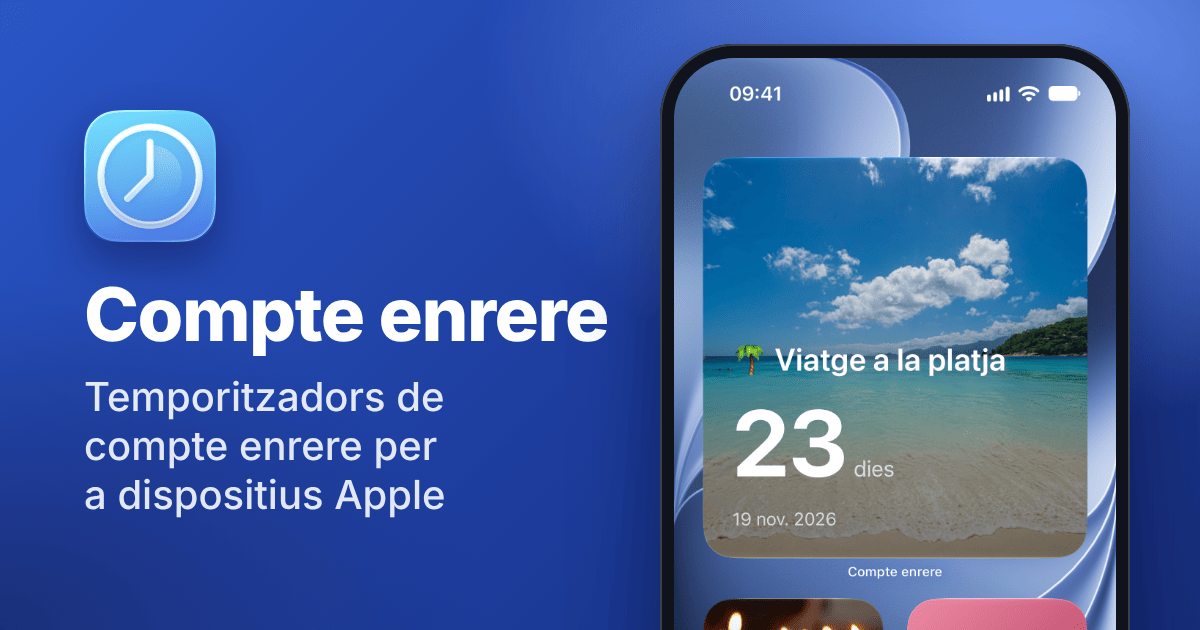 Compte enrere
Temporitzadors de
compte enrere per
a dispositius Apple
09:41
🌴 Viatge a la platja
23 dies
19 nov. 2026
Compte enrere